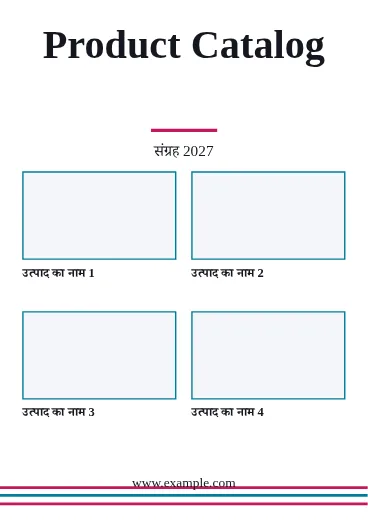 Product Catalog
संग्रह 2027
उत्पाद का नाम 1
उत्पाद का नाम 2
उत्पाद का नाम 3
उत्पाद का नाम 4
www.example.com